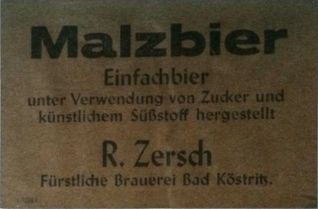 Malzbier
Einfachbier
unter Verwendung von Zucker und
künstlichem Süßstoff hergestellt
R. Zersch
Fürstliche Brauerei Bad Köstritz.